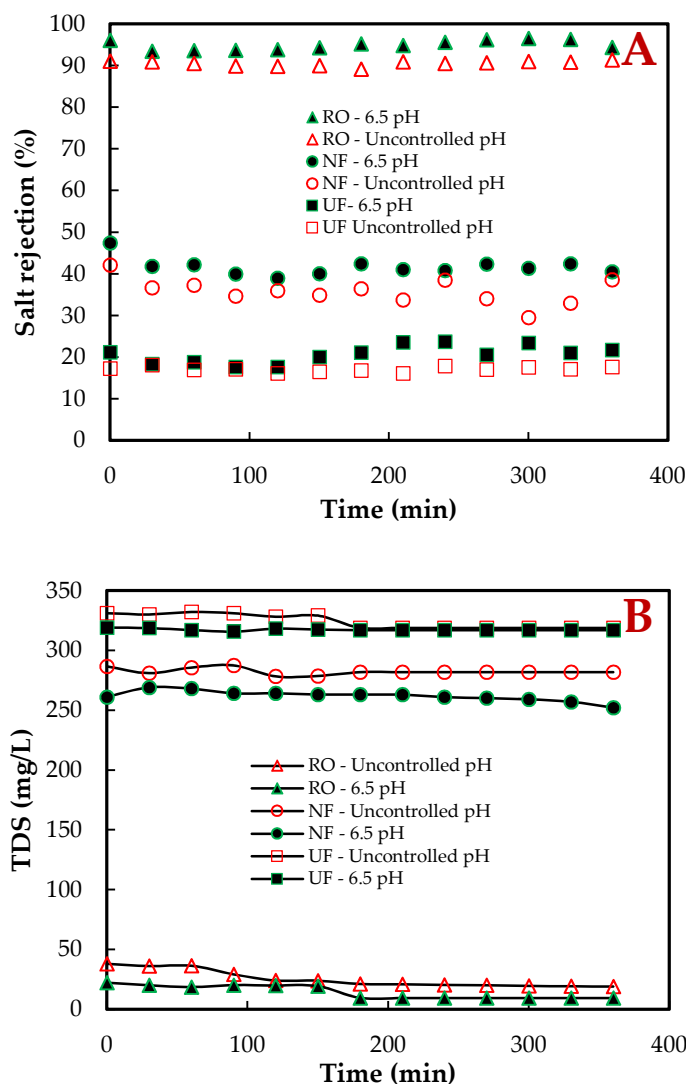 A
100
90
80
70
60
50
40
30
20
10
0
Salt rejection (%)
RO - 6.5 pH
RO - Uncontrolled pH
NF - 6.5 pH
NF - Uncontrolled pH
UF- 6.5 pH
UF Uncontrolled pH
0 100 200 300 400
Time (min)
B
350
300
250
200
150
100
50
0
TDS (mg/L)
RO - Uncontrolled pH
RO - 6.5 pH
NF - Uncontrolled pH
NF - 6.5 pH
UF - Uncontrolled pH
UF - 6.5 pH
0 100 200 300 400
Time (min)